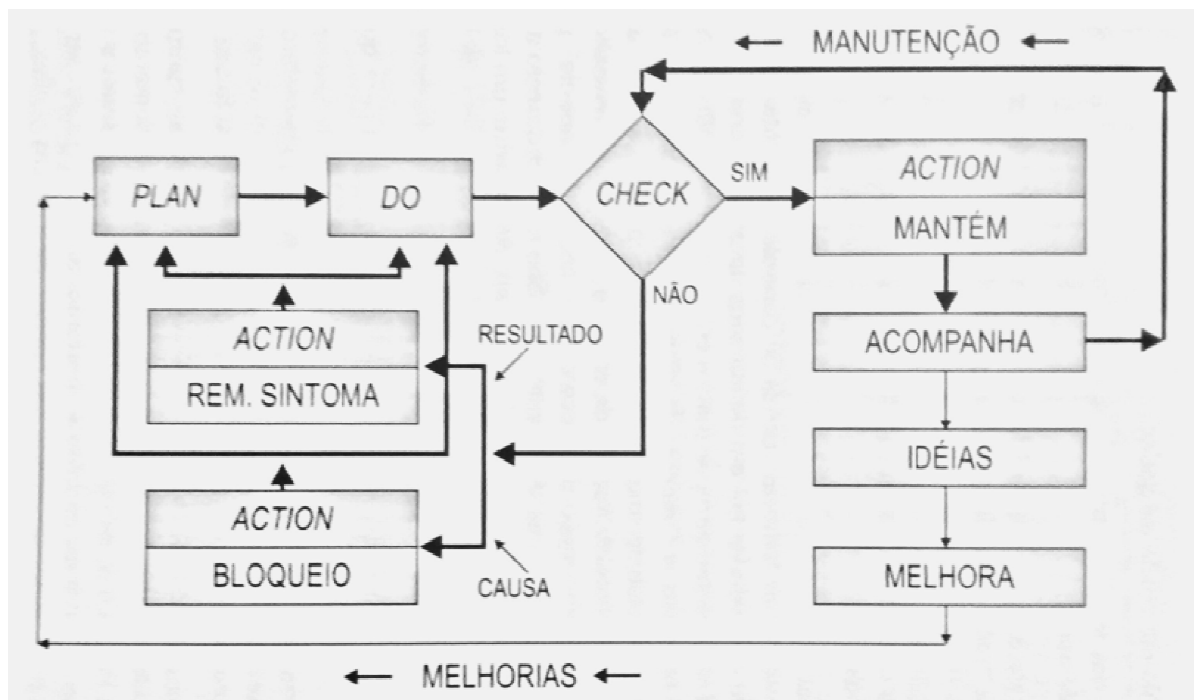 MANUTENÇÃO
PLAN
DO
CHECK
SIM
ACTION
MANTÉM
NÃO
ACOMPANHA
ACTION
REM. SINTOMA
RESULTADO
IDÉIAS
ACTION
BLOQUEIO
CAUSA
MELHORA
MELHORIAS